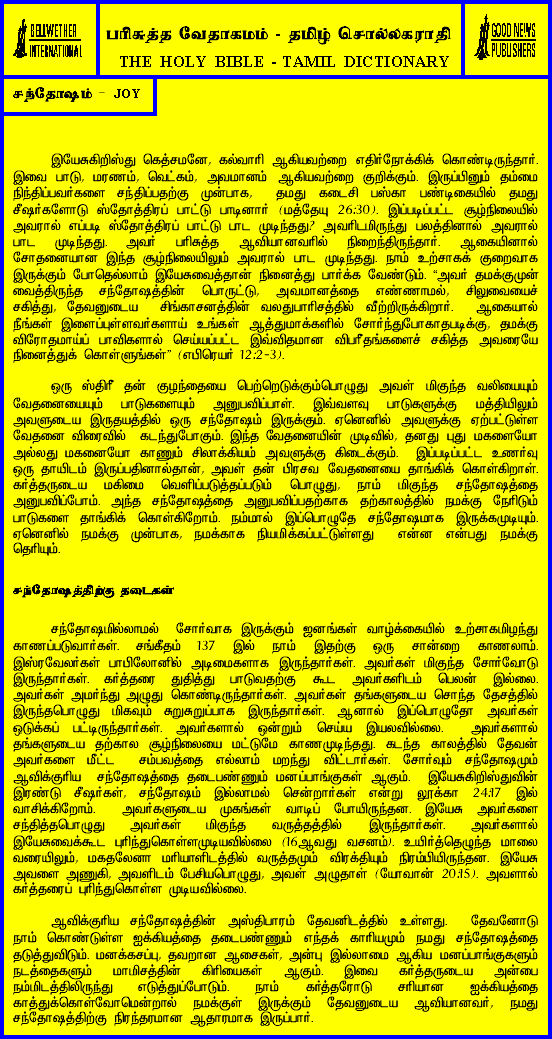 BELLWETHER
INTERNATIONAL
பரிசுத்த வேதாகமம் - தமிழ் சொல்லகராதி
THE HOLY BIBLE - TAMIL DICTIONARY
GOOD NEWS
PUBLISHERS
சந்தோஷம் - JOY
இயேசுகிறிஸ்து கெத்சமனே, கல்வாரி ஆகியவற்றை எதிர்நோக்கிக் கொண்டிருந்தார்.
இவை பாடு, மரணம், வெட்கம், அவமானம் ஆகியவற்றை குறிக்கும். இருப்பினும் தம்மை
நிந்திப்பவர்களை சந்திப்பதற்கு முன்பாக, தமது கடைசி பஸ்கா பண்டிகையில் தமது
சீஷர்களோடு ஸ்தோத்திரப் பாட்டு பாடினார் (மத்தேயு 26:30). இப்படிப்பட்ட சூழ்நிலையில்
அவரால் எப்படி ஸ்தோத்திரப் பாட்டு பாட முடிந்தது? அவரிடமிருந்து பலத்தினால் அவரால்
பாட முடிந்தது. அவர் பரிசுத்த ஆவியானவரில் நிறைந்திருந்தார். ஆகையினால்
சோதனையான இந்த சூழ்நிலையிலும் அவரால் பாட முடிந்தது. நாம் உற்சாகக் குறைவாக
இருக்கும் போதெல்லாம் இயேசுவைத்தான் நினைத்து பார்க்க வேண்டும். "அவர் தமக்குமுன்
வைத்திருந்த சந்தோஷத்தின் பொருட்டு, அவமானத்தை எண்ணாமல், சிலுவையைச்
சகித்து, தேவனுடைய சிங்காசனத்தின் வலதுபாரிசத்தில் வீற்றிருக்கிறார். ஆகையால்
நீங்கள் இளைப்புள்ளவர்களாய் உங்கள் ஆத்துமாக்களில் சோர்ந்துபோகாதபடிக்கு, தமக்கு
விரோதமாய்ப் பாவிகளால் செய்யப்பட்ட இவ்விதமான விபரீதங்களைச் சகித்த அவரையே
நினைத்துக் கொள்ளுங்கள்" (எபிரெயர் 12:2-3).
ஒரு ஸ்திரீ தன் குழந்தையை பெற்றெடுக்கும்பொழுது அவள் மிகுந்த வலியையும்
வேதனையையும் பாடுகளையும் அனுபவிப்பாள். இவ்வளவு பாடுகளுக்கு மத்தியிலும்
அவளுடைய இருதயத்தில் ஒரு சந்தோஷம் இருக்கும். ஏனெனில் அவளுக்கு ஏற்பட்டுள்ள
வேதனை விரைவில் கடந்துபோகும். இந்த வேதனையின் முடிவில், தனது புது மகளையோ
அல்லது மகனையோ காணும் சிலாக்கியம் அவளுக்கு கிடைக்கும். இப்படிப்பட்ட உணர்வு
ஒரு தாயிடம் இருப்பதினால்தான், அவள் தன் பிரசவ வேதனையை தாங்கிக் கொள்கிறாள்.
கர்த்தருடைய மகிமை வெளிப்படுத்தப்படும் பொழுது, நாம் மிகுந்த சந்தோஷத்தை
அனுபவிப்போம். அந்த சந்தோஷத்தை அனுபவிப்பதற்காக தற்காலத்தில் நமக்கு நேரிடும்
பாடுகளை தாங்கிக் கொள்கிறோம். நம்மால் இப்பொழுதே சந்தோஷமாக இருக்கமுடியும்.
ஏனெனில் நமக்கு முன்பாக, நமக்காக நியமிக்கப்பட்டுள்ளது என்ன என்பது நமக்கு
தெரியும்.
சந்தோஷத்திற்கு தடைகள்
சந்தோஷமில்லாமல் சோர்வாக இருக்கும் ஜனங்கள் வாழ்க்கையில் உற்சாகமிழந்து
காணப்படுவார்கள். சங்கீதம் 137 இல் நாம் இதற்கு ஒரு சான்றை காணலாம்.
இஸ்ரவேலர்கள் பாபிலோனில் அடிமைகளாக இருந்தார்கள். அவர்கள் மிகுந்த சோர்வோடு
இருந்தார்கள். கர்த்தரை துதித்து பாடுவதற்கு கூட அவர்களிடம் பெலன் இல்லை.
அவர்கள் அமர்ந்து அழுது கொண்டிருந்தார்கள். அவர்கள் தங்களுடைய சொந்த தேசத்தில்
இருந்தபொழுது மிகவும் சுறுசுறுப்பாக இருந்தார்கள். ஆனால் இப்பொழுதோ அவர்கள்
ஒடுக்கப் பட்டிருந்தார்கள். அவர்களால் ஒன்றும் செய்ய இயலவில்லை. அவர்களால்
தங்களுடைய தற்கால சூழ்நிலையை மட்டுமே காணமுடிந்தது. கடந்த காலத்தில் தேவன்
அவர்களை மீட்ட சம்பவத்தை எல்லாம் மறந்து விட்டார்கள். சோர்வும் சந்தோஷமும்
ஆவிக்குரிய சந்தோஷத்தை தடைபண்ணும் மனப்பாங்குகள் ஆகும். இயேசுகிறிஸ்துவின்
இரண்டு சீஷர்கள், சந்தோஷம் இல்லாமல் சென்றார்கள் என்று லூக்கா 24:17 இல்
வாசிக்கிறோம். அவர்களுடைய முகங்கள் வாடிப் போயிருந்தன. இயேசு அவர்களை
சந்தித்தபொழுது அவர்கள் மிகுந்த வருத்தத்தில் இருந்தார்கள். அவர்களால்
இயேசுவைக்கூட புரிந்துகொள்ளமுடியவில்லை (16ஆவது வசனம்). உயிர்த்தெழுந்த மாலை
வரையிலும், மகதலேனா மரியாளிடத்தில் வருத்தமும் விரக்தியும் நிரம்பியிருந்தன. இயேசு
அவளை அணுகி, அவளிடம் பேசியபொழுது, அவள் அழுதாள் (யோவான் 20:15). அவளால்
கர்த்தரைப் புரிந்துகொள்ள முடியவில்லை.
ஆவிக்குரிய சந்தோஷத்தின் அஸ்திபாரம் தேவனிடத்தில் உள்ளது. தேவனோடு
நாம் கொண்டுள்ள ஐக்கியத்தை தடைபண்ணும் எந்தக் காரியமும் நமது சந்தோஷத்தை
தடுத்துவிடும். மனக்கசப்பு, தவறான ஆசைகள், அன்பு இல்லாமை ஆகிய மனப்பாங்குகளும்
நடத்தைகளும் மாமிசத்தின் கிரியைகள் ஆகும். இவை கர்த்தருடைய அன்பை
நம்மிடத்திலிருந்து எடுத்துப்போடும். நாம் கர்த்தரோடு சரியான ஐக்கியத்தை
காத்துக்கொள்வோமென்றால் நமக்குள் இருக்கும் தேவனுடைய ஆவியானவர், நமது
சந்தோஷத்திற்கு நிரந்தரமான ஆதாரமாக இருப்பார்.